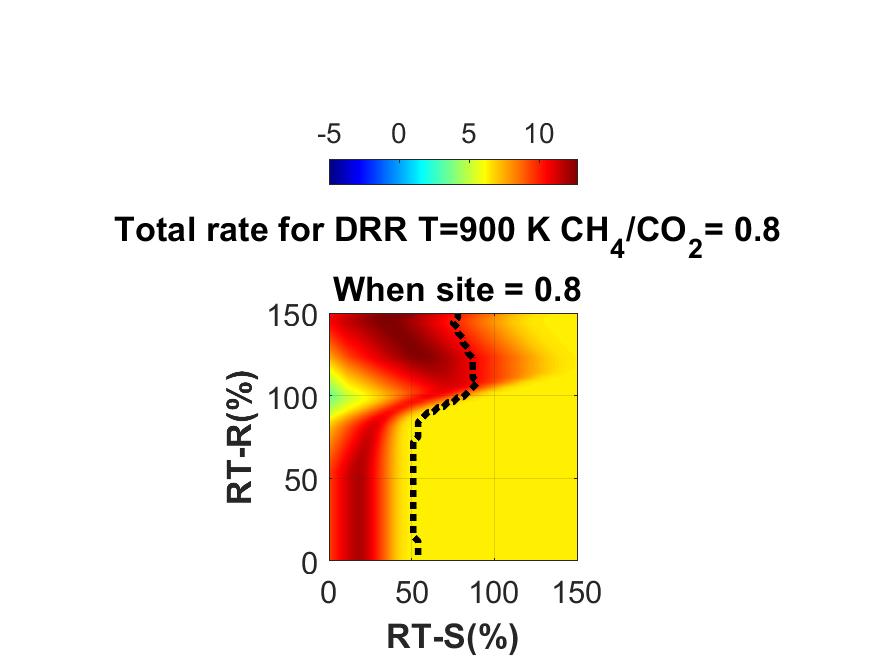 -5 0 5 10
Total rate for DRR T=900 K CH4/CO2= 0.8
When site = 0.8
150
100
50
0
RT-R(%)
0 50 100 150
RT-S(%)